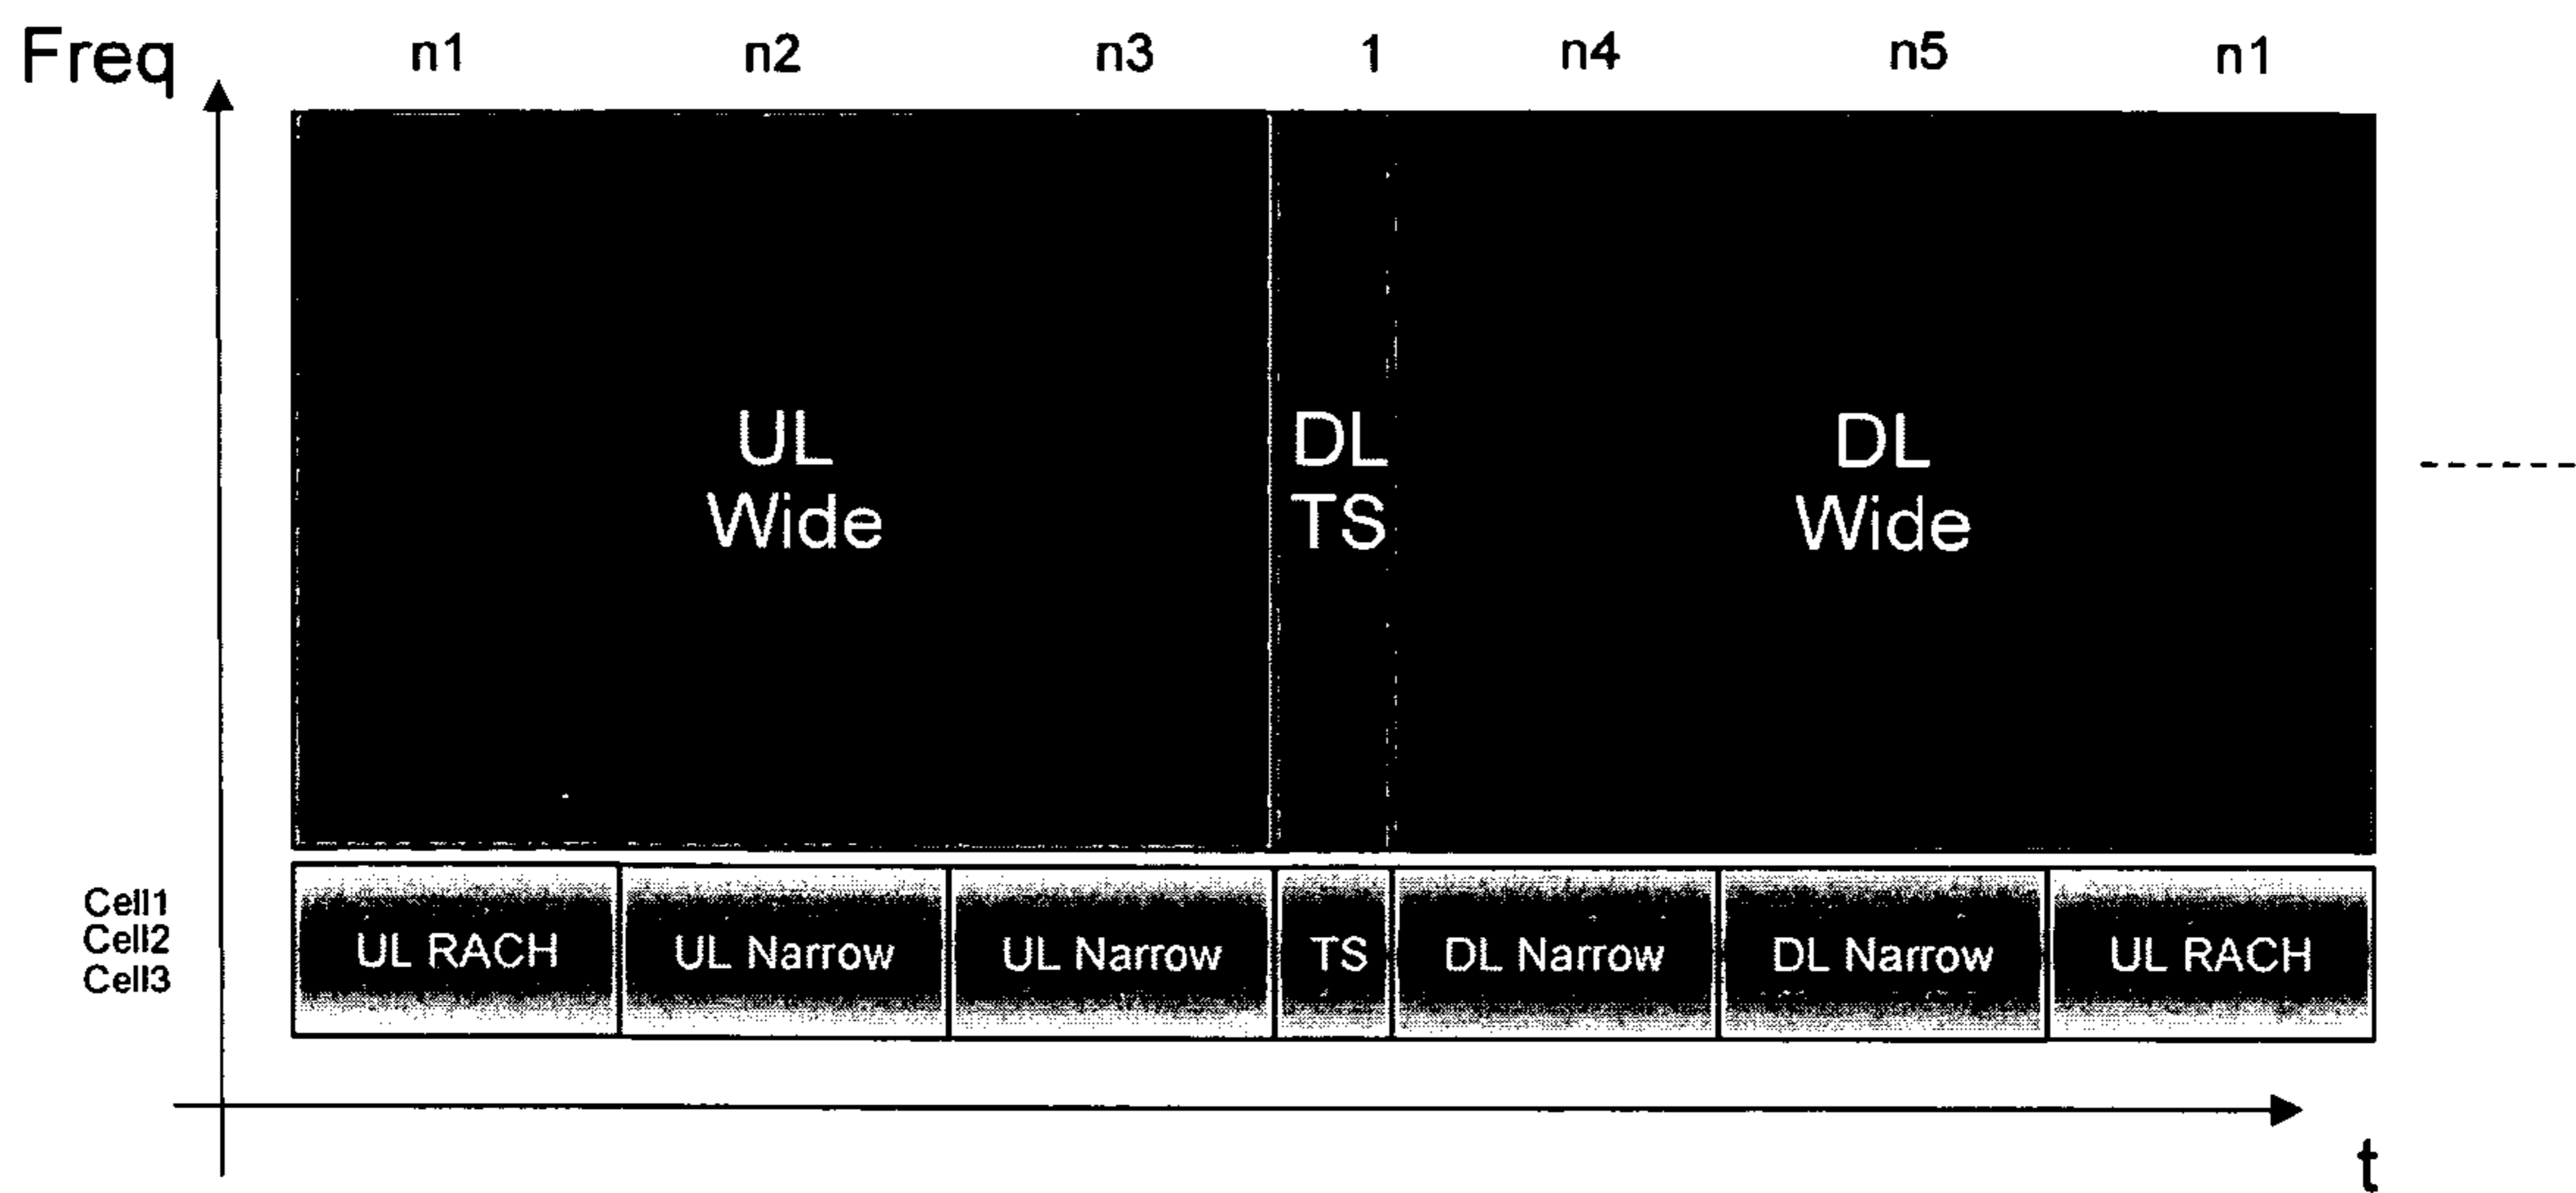 Freq
n1 n2 n3 1 n4 n5 n1
UL DL DL
Wide TS Wide
Cell1
Cell2
Cell3
UL RACH UL Narrow UL Narrow TS DL Narrow DL Narrow UL RACH
t